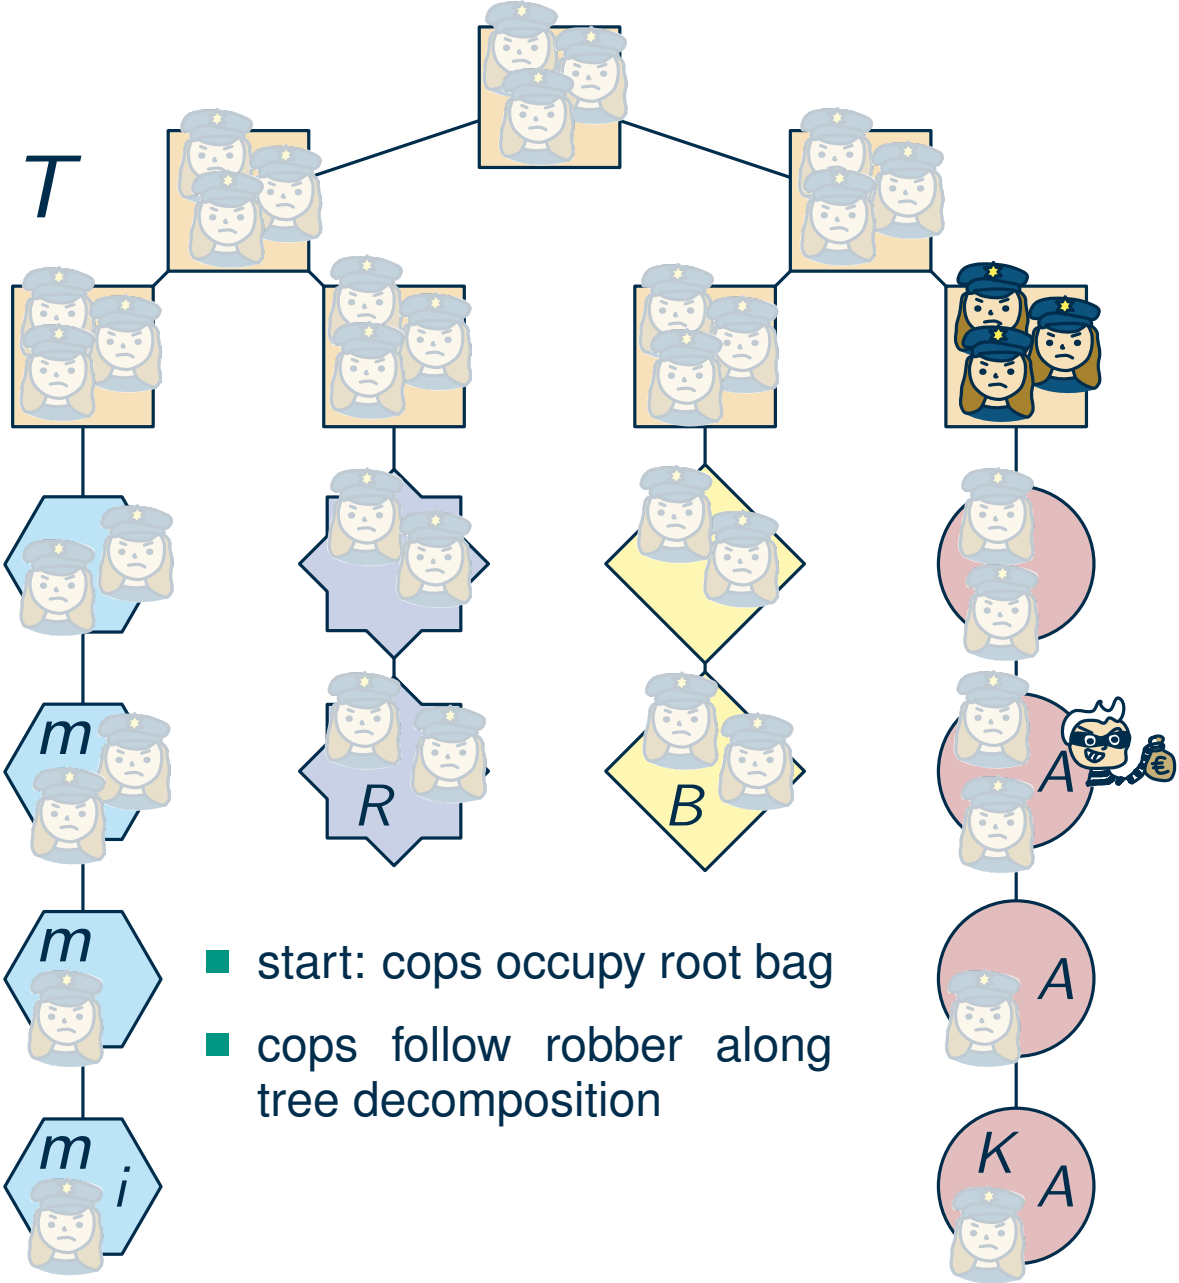 T
m
A
€
R
B
m
A
start: cops occupy root bag
cops follow robber along
tree decomposition
m
i
K
A